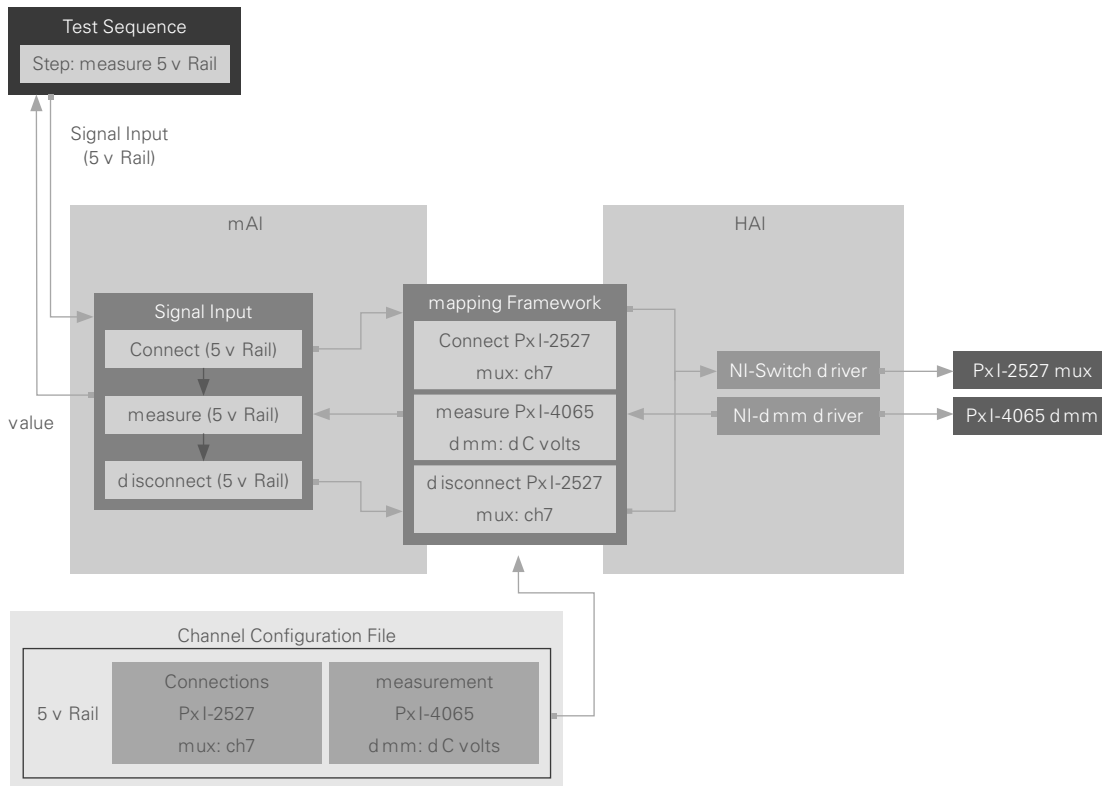 Test Sequence
Step: measure 5 v Rail
Signal Input
(5 v Rail)
mAl
HAl
Signal Input
Connect (5 v Rail)
measure (5 v Rail)
disconnect (5 v Rail)
value
mapping Framework
Connect PxI-2527
mux: ch7
measure PxI-4065
dmm: dC volts
disconnect PxI-2527
mux: ch7
NI-Switch driver
NI-dmm driver
PxI-2527 mux
PxI-4065 dmm
Channel Configuration File
5 v Rail
Connections
PxI-2527
mux: ch7
measurement
PxI-4065
dmm: dC volts